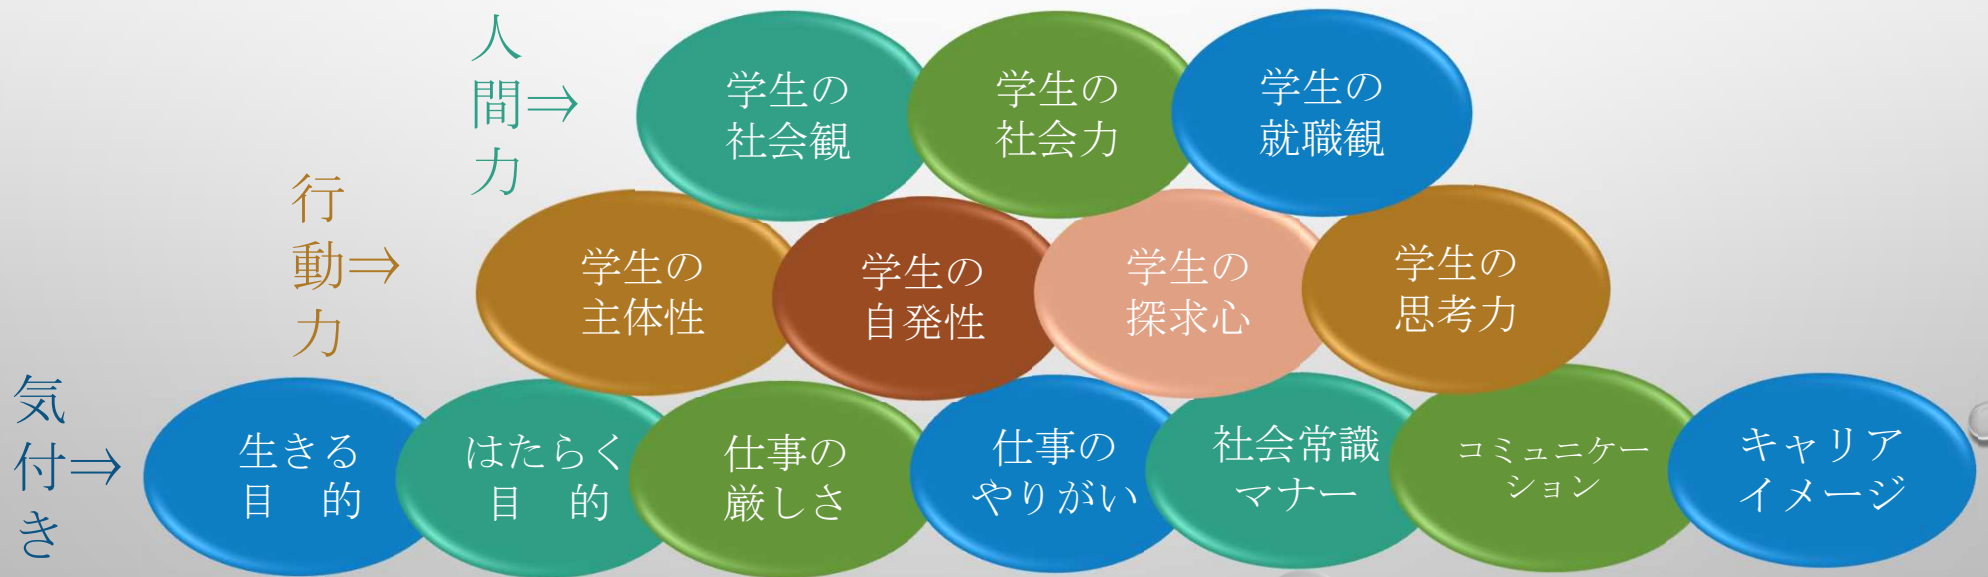 人間力⇒
学生の
社会観
学生の
社会力
学生の
就職観
行動力⇒
学生の
主体性
学生の
自発性
学生の
探求心
学生の
思考力
気付き⇒
生きる
目　的
はたらく
目　的
仕事の
厳しさ
仕事の
やりがい
社会常識
マナー
コミュニケー
ション
キャリア
イメージ